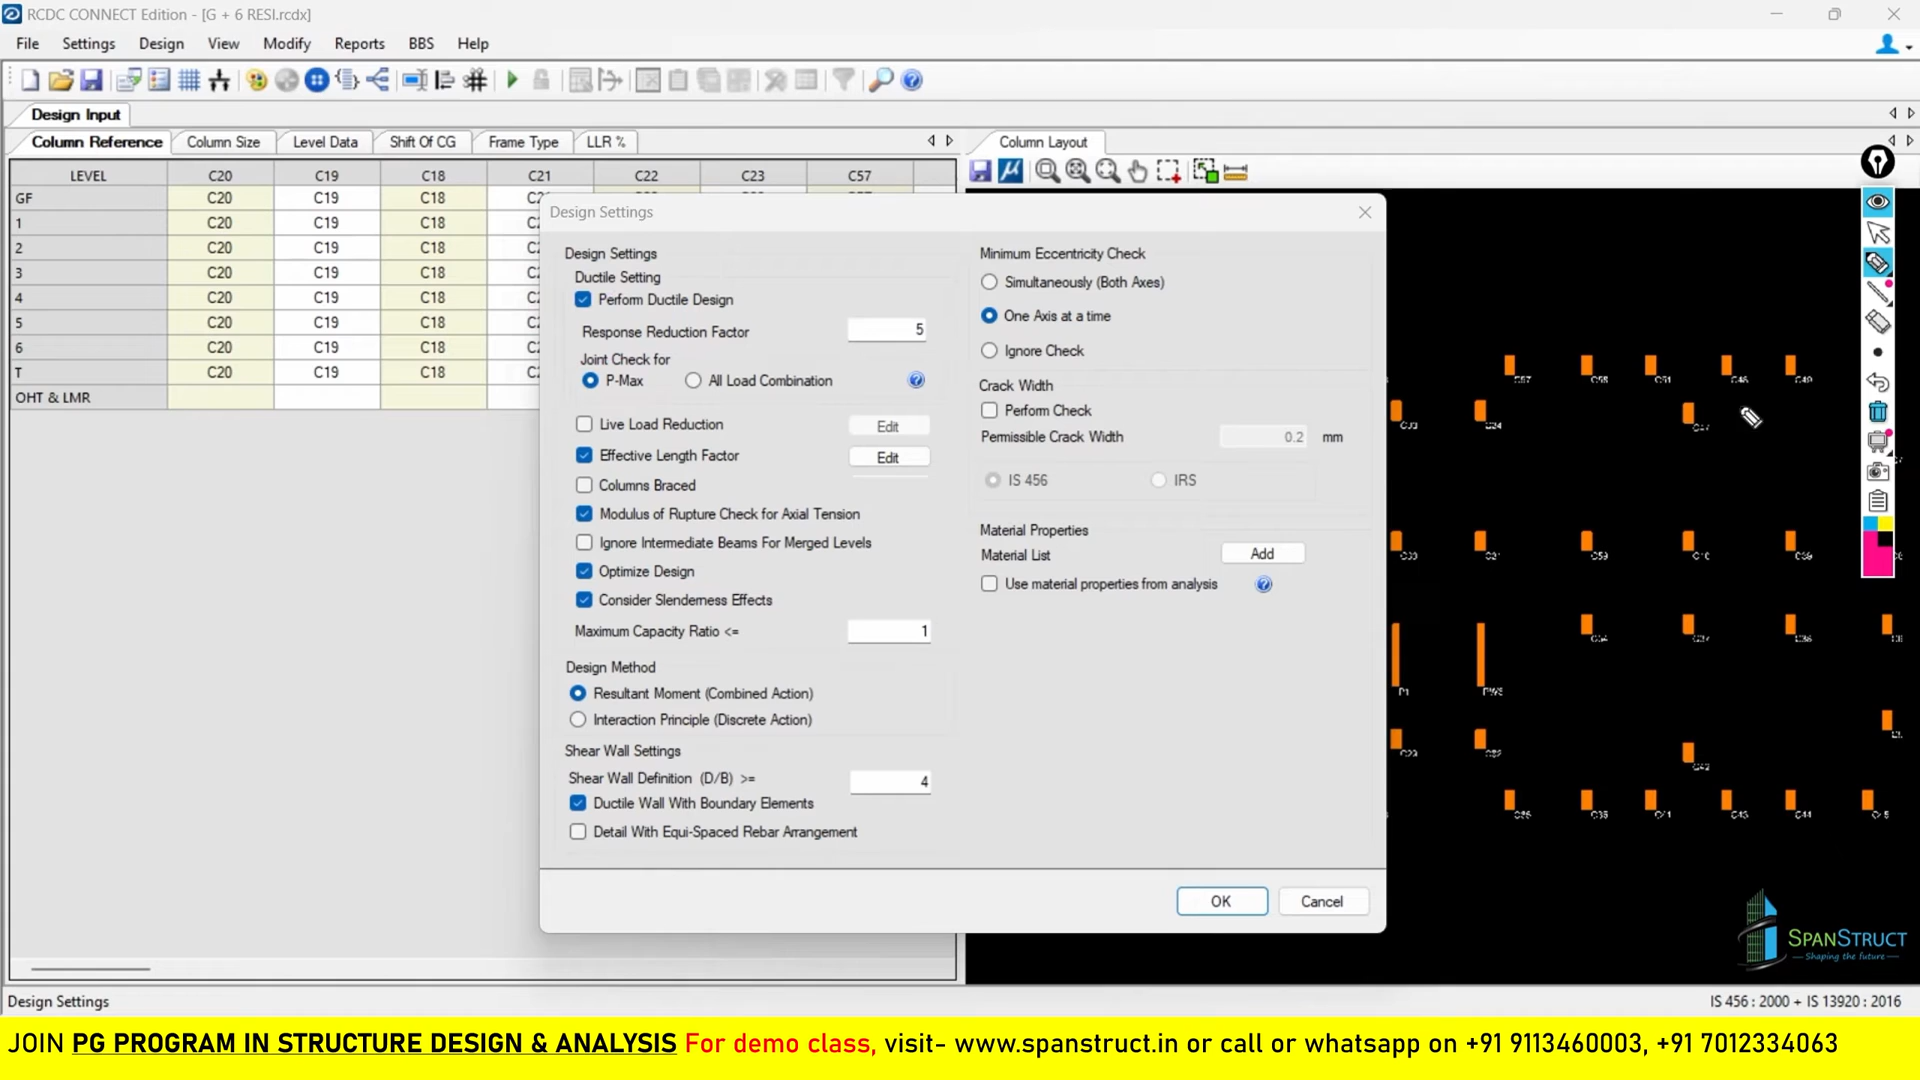 RCDC CONNECT Edition - [G + 6 RESI.rcdx]
File Settings Design View Modify Reports BBS Help
Design Input
Column Reference Column Size Level Data Shift Of CG Frame Type LLR %
Column Layout
LEVEL C20 C19 C18 C21 C22 C23 C57
GF C20 C19 C18
1 C20 C19 C18
2 C20 C19 C18
3 C20 C19 C18
4 C20 C19 C18
5 C20 C19 C18
6 C20 C19 C18
T C20 C19 C18
OHT & LMR
Design Settings
Design Settings
Ductile Setting
Perform Ductile Design
Response Reduction Factor 5
Joint Check for
P-Max All Load Combination
Live Load Reduction Edit
Effective Length Factor Edit
Columns Braced
Modulus of Rupture Check for Axial Tension
Ignore Intermediate Beams For Merged Levels
Optimize Design
Consider Slenderness Effects
Maximum Capacity Ratio <= 1
Design Method
Resultant Moment (Combined Action)
Interaction Principle (Discrete Action)
Shear Wall Settings
Shear Wall Definition (D/B) >= 4
Ductile Wall With Boundary Elements
Detail With Equi-Spaced Rebar Arrangement
Minimum Eccentricity Check
Simultaneously (Both Axes)
One Axis at a time
Ignore Check
Crack Width
Perform Check
Permissible Crack Width 0.2 mm
IS 456 IRS
Material Properties
Material List Add
Use material properties from analysis
OK Cancel
C44
SPANSTRUCT
Shaping the future
Design Settings
IS 456 : 2000 + IS 13920 : 2016
JOIN PG PROGRAM IN STRUCTURE DESIGN & ANALYSIS For demo class, visit- www.spanstruct.in or call or whatsapp on +91 9113460003, +91 7012334063